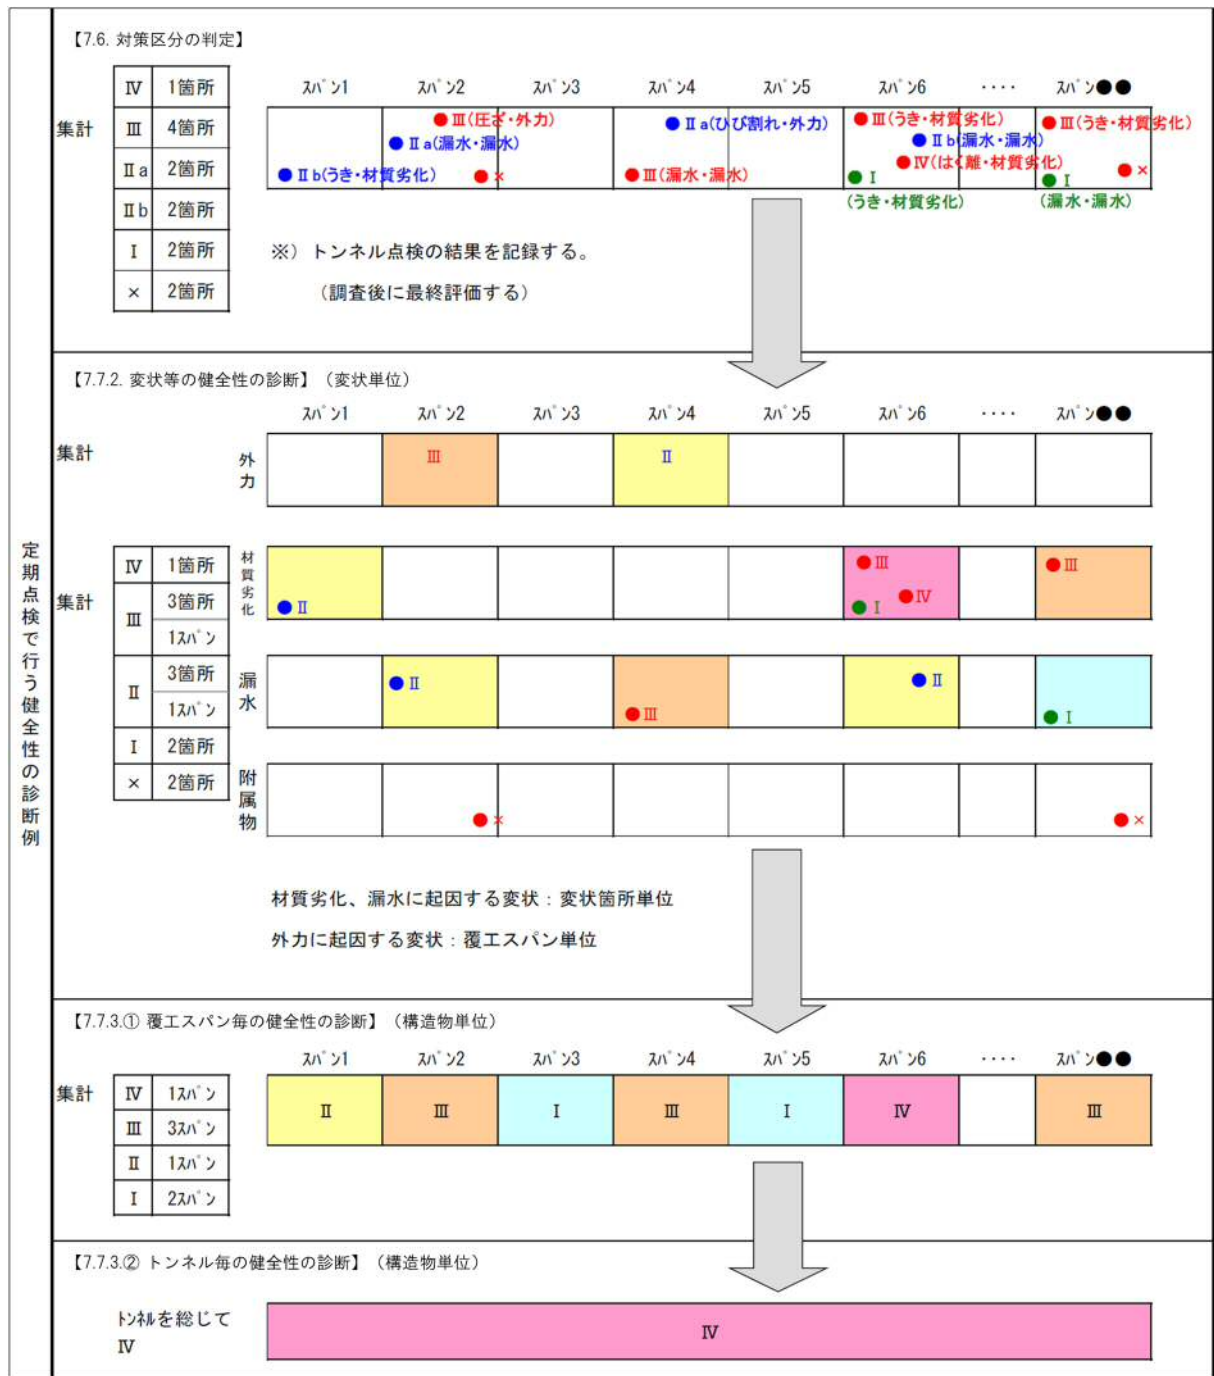 定期点検で行う健全性の診断例
【7.6. 対策区分の判定】
集計
Ⅳ 1箇所
Ⅲ 4箇所
Ⅱa 2箇所
Ⅱb 2箇所
Ⅰ 2箇所
× 2箇所
ｽﾊﾟﾝ1 ｽﾊﾟﾝ2 ｽﾊﾟﾝ3 ｽﾊﾟﾝ4 ｽﾊﾟﾝ5 ｽﾊﾟﾝ6 ‥‥ ｽﾊﾟﾝ●●
●Ⅱb(うき・材質劣化)
●Ⅲ(圧ざ・外力)
●Ⅱa(漏水・漏水)
●×
●Ⅱa(ひび割れ・外力)
●Ⅲ(漏水・漏水)
●Ⅲ(うき・材質劣化)
●Ⅱb(漏水・漏水)
●Ⅳ(はく離・材質劣化)
●Ⅰ
(うき・材質劣化)
●Ⅲ(うき・材質劣化)
●×
●Ⅰ
(漏水・漏水)
※）トンネル点検の結果を記録する。
（調査後に最終評価する）
【7.7.2. 変状等の健全性の診断】（変状単位）
ｽﾊﾟﾝ1 ｽﾊﾟﾝ2 ｽﾊﾟﾝ3 ｽﾊﾟﾝ4 ｽﾊﾟﾝ5 ｽﾊﾟﾝ6 ‥‥ ｽﾊﾟﾝ●●
集計
外力
Ⅲ Ⅱ
集計
Ⅳ 1箇所
Ⅲ 3箇所
1ｽﾊﾟﾝ
Ⅱ 3箇所
1ｽﾊﾟﾝ
Ⅰ 2箇所
× 2箇所
材質劣化
●Ⅱ
●Ⅲ
●Ⅳ
●Ⅰ
●Ⅲ
漏水
●Ⅱ
●Ⅲ
●Ⅱ
●Ⅰ
附属物
●×
●×
材質劣化、漏水に起因する変状：変状箇所単位
外力に起因する変状：覆工スパン単位
【7.7.3.① 覆工スパン毎の健全性の診断】（構造物単位）
ｽﾊﾟﾝ1 ｽﾊﾟﾝ2 ｽﾊﾟﾝ3 ｽﾊﾟﾝ4 ｽﾊﾟﾝ5 ｽﾊﾟﾝ6 ‥‥ ｽﾊﾟﾝ●●
集計
Ⅳ 1ｽﾊﾟﾝ
Ⅲ 3ｽﾊﾟﾝ
Ⅱ 1ｽﾊﾟﾝ
Ⅰ 2ｽﾊﾟﾝ
Ⅱ Ⅲ Ⅰ Ⅲ Ⅰ Ⅳ Ⅲ
【7.7.3.② トンネル毎の健全性の診断】（構造物単位）
ﾄﾝﾈﾙを総じて
Ⅳ
Ⅳ